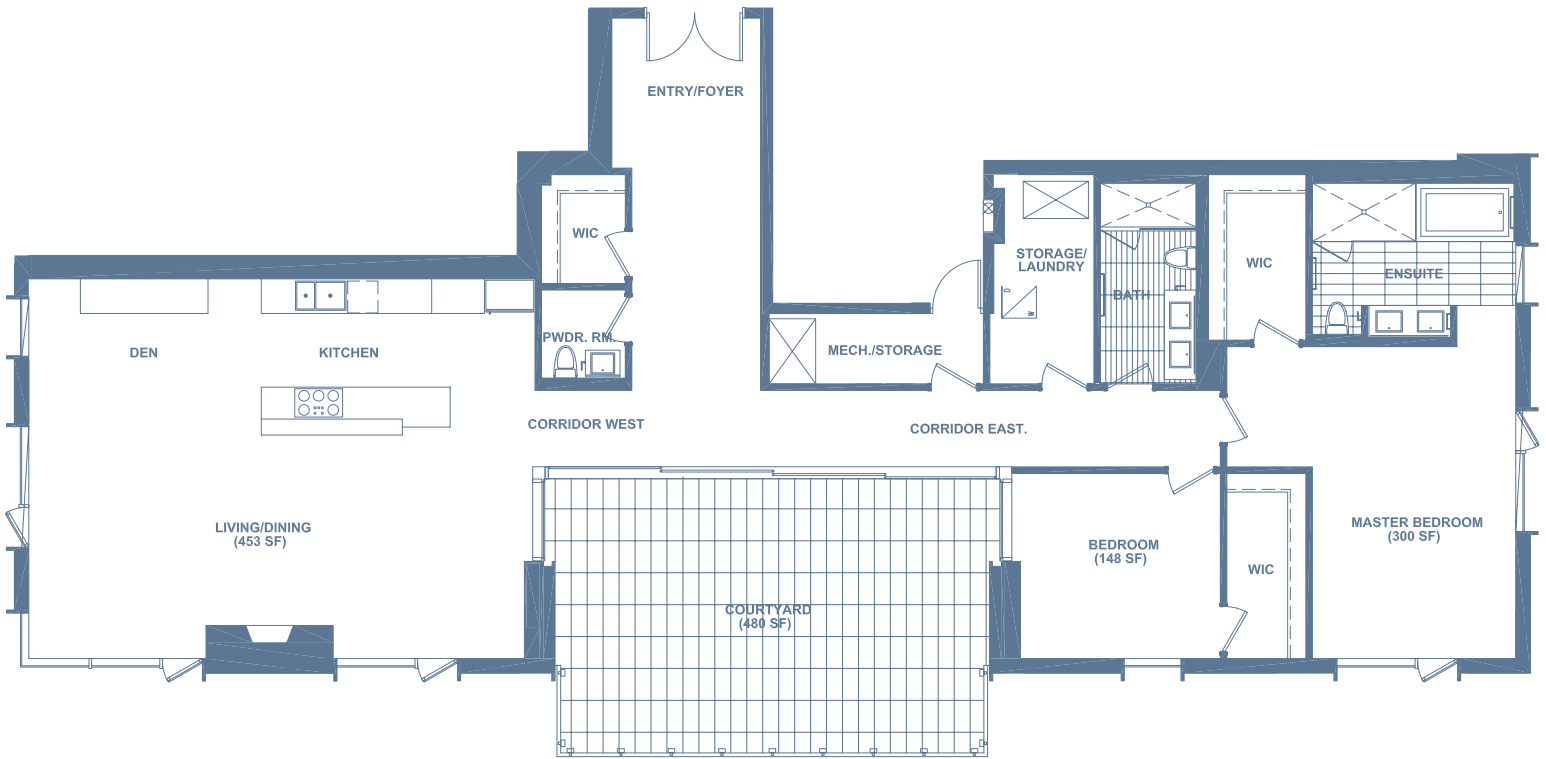 ENTRY/FOYER
WIC
STORAGE/
LAUNDRY
WIC
ENSUITE
BATH
D
W
PWDR. RM.
DEN
KITCHEN
MECH./STORAGE
CORRIDOR WEST
CORRIDOR EAST.
LIVING/DINING
(453 SF)
MASTER BEDROOM
(300 SF)
BEDROOM
(148 SF)
WIC
COURTYARD
(480 SF)